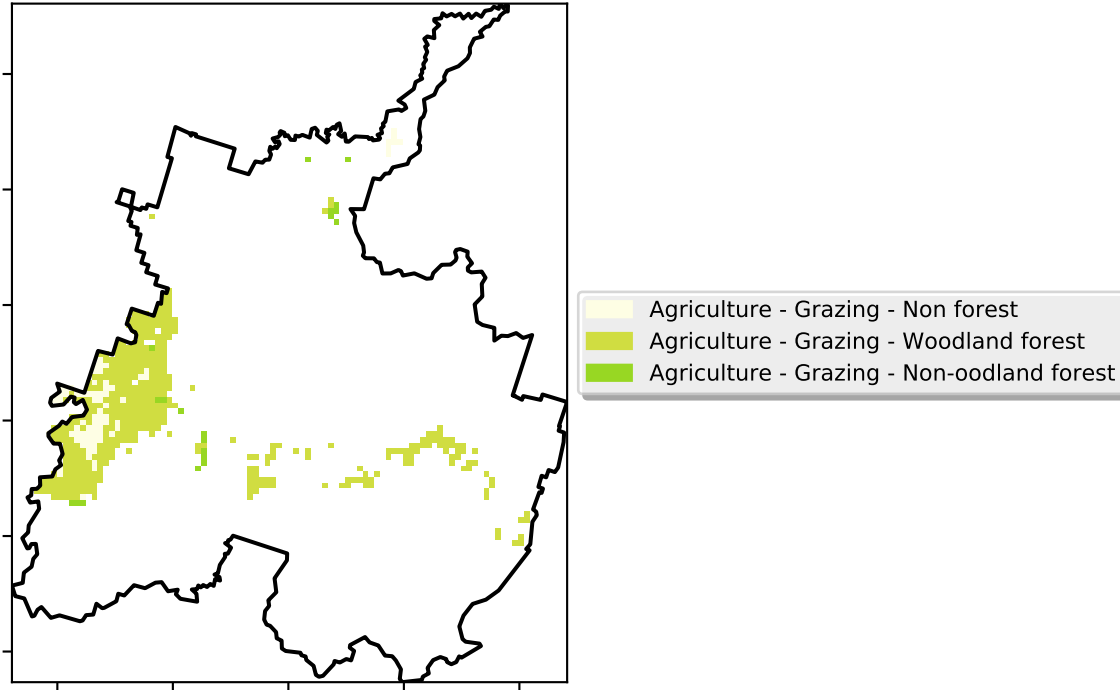 Agriculture - Grazing - Non forest
Agriculture - Grazing - Woodland forest
Agriculture - Grazing - Non-oodland forest